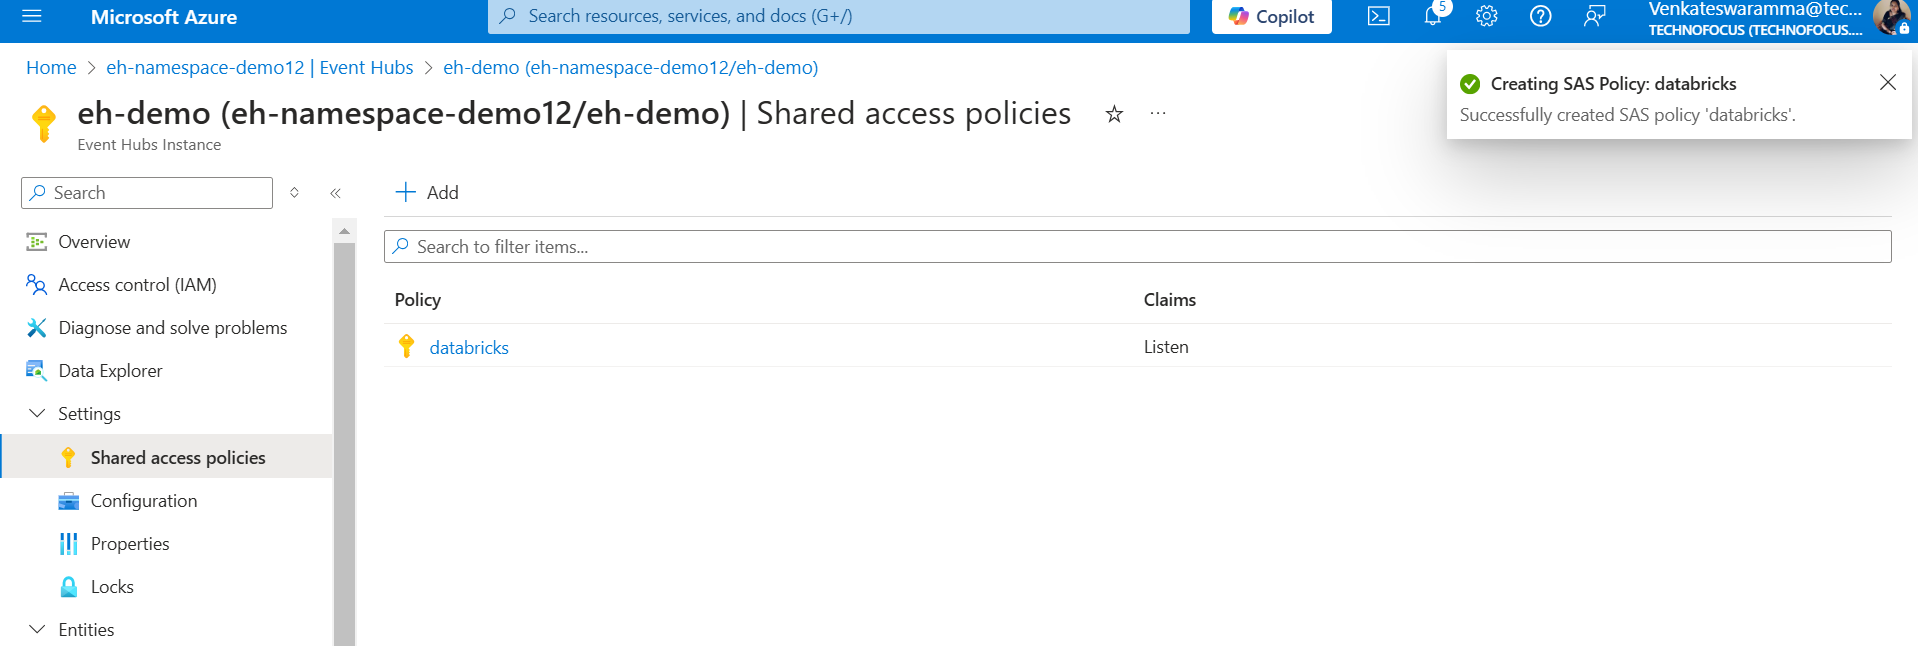 Microsoft Azure
Search resources, services, and docs (G+/)
Copilot
5
Venkateswaramma@tec...
TECHNOFOCUS (TECHNOFOCUS....
Home > eh-namespace-demo12 | Event Hubs > eh-demo (eh-namespace-demo12/eh-demo)
eh-demo (eh-namespace-demo12/eh-demo) | Shared access policies
Event Hubs Instance
Creating SAS Policy: databricks
Successfully created SAS policy 'databricks'.
Search
Overview
Access control (IAM)
Diagnose and solve problems
Data Explorer
Settings
Shared access policies
Configuration
Properties
Locks
Entities
Add
Search to filter items...
Policy Claims
databricks Listen